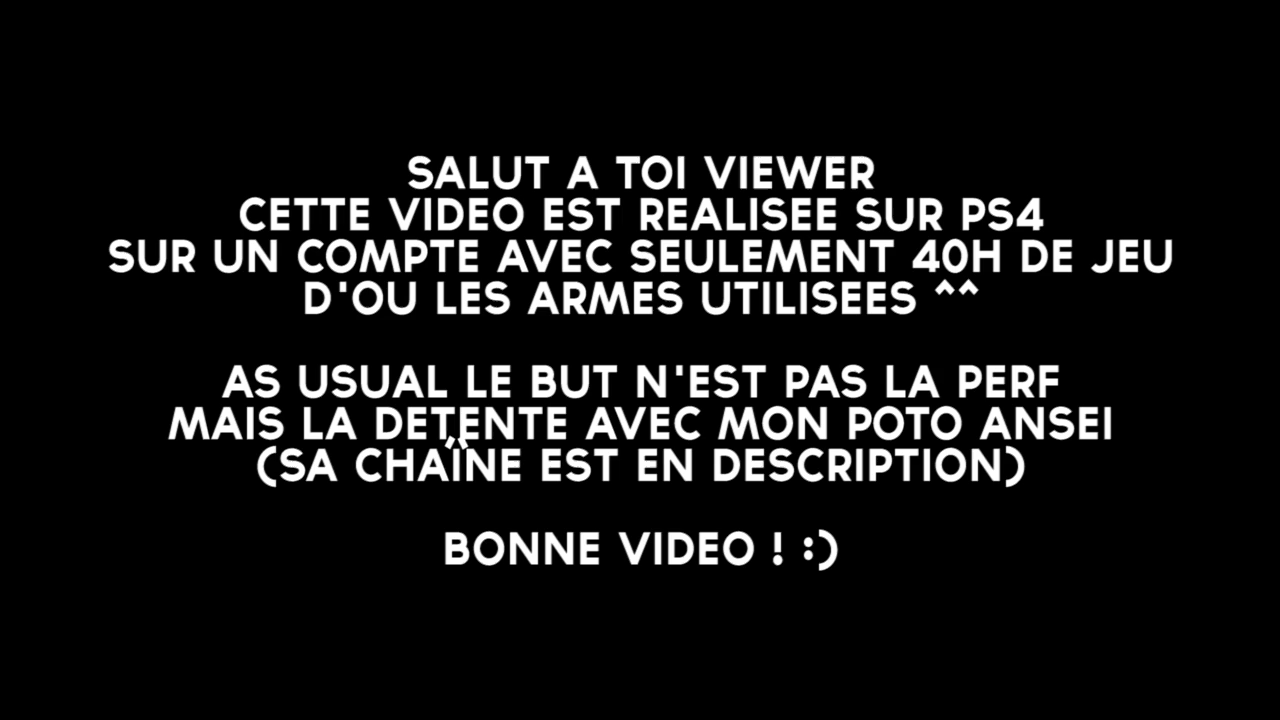 SALUT A TOI VIEWER
CETTE VIDEO EST REALISEE SUR PS4
SUR UN COMPTE AVEC SEULEMENT 40H DE JEU
D'OU LES ARMES UTILISEES ^^
AS USUAL LE BUT N'EST PAS LA PERF
MAIS LA DETENTE AVEC MON POTO ANSEI
(SA CHAÎNE EST EN DESCRIPTION)
BONNE VIDEO ! :)